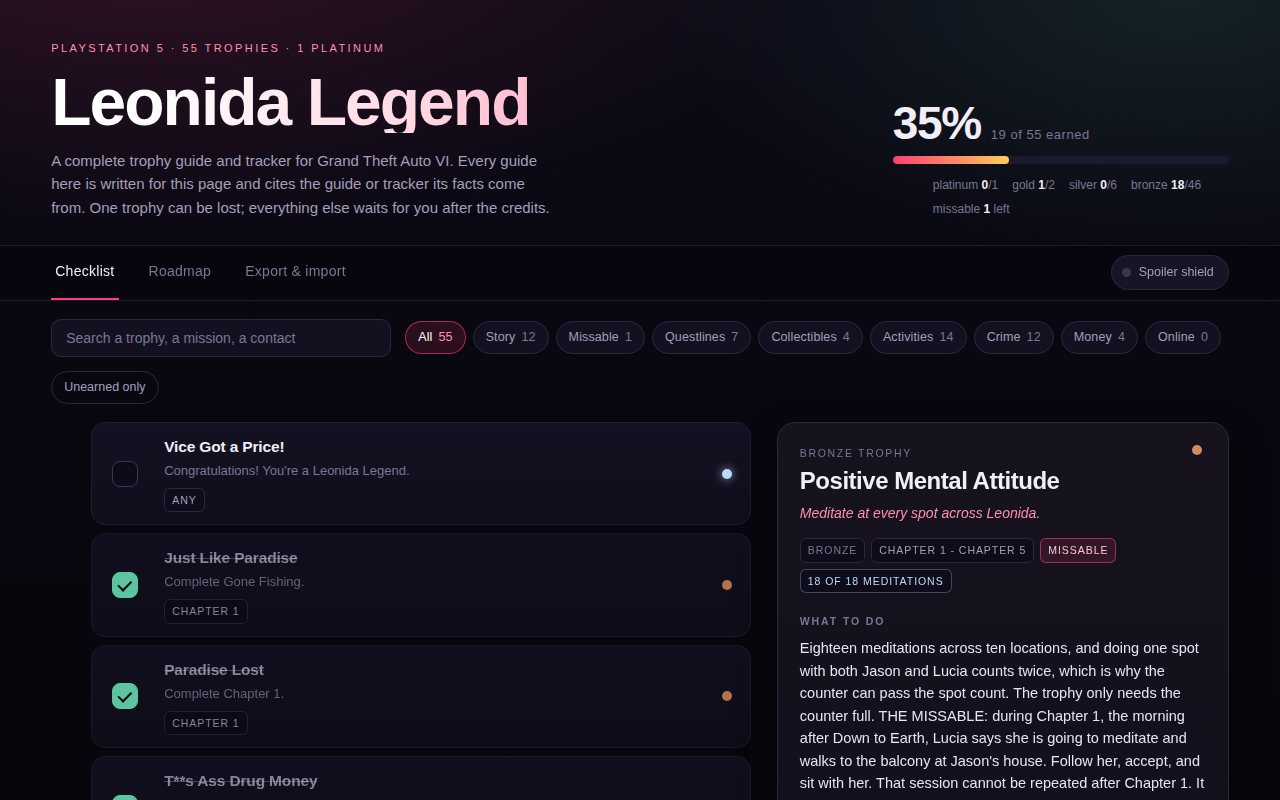 PLAYSTATION 5 · 55 TROPHIES · 1 PLATINUM
Leonida Legend
A complete trophy guide and tracker for Grand Theft Auto VI. Every guide
here is written for this page and cites the guide or tracker its facts come
from. One trophy can be lost; everything else waits for you after the credits.
35% 19 of 55 earned
platinum 0/1 gold 1/2 silver 0/6 bronze 18/46
missable 1 left
Checklist Roadmap Export & import Spoiler shield
Search a trophy, a mission, a contact
All 55 Story 12 Missable 1 Questlines 7 Collectibles 4 Activities 14 Crime 12 Money 4 Online 0
Unearned only
Vice Got a Price!
Congratulations! You're a Leonida Legend.
ANY
Just Like Paradise
Complete Gone Fishing.
CHAPTER 1
Paradise Lost
Complete Chapter 1.
CHAPTER 1
T**s Ass Drug Money
BRONZE TROPHY
Positive Mental Attitude
Meditate at every spot across Leonida.
BRONZE CHAPTER 1 - CHAPTER 5 MISSABLE
18 OF 18 MEDITATIONS
WHAT TO DO
Eighteen meditations across ten locations, and doing one spot
with both Jason and Lucia counts twice, which is why the
counter can pass the spot count. The trophy only needs the
counter full. THE MISSABLE: during Chapter 1, the morning
after Down to Earth, Lucia says she is going to meditate and
walks to the balcony at Jason's house. Follow her, accept, and
sit with her. That session cannot be repeated after Chapter 1. It